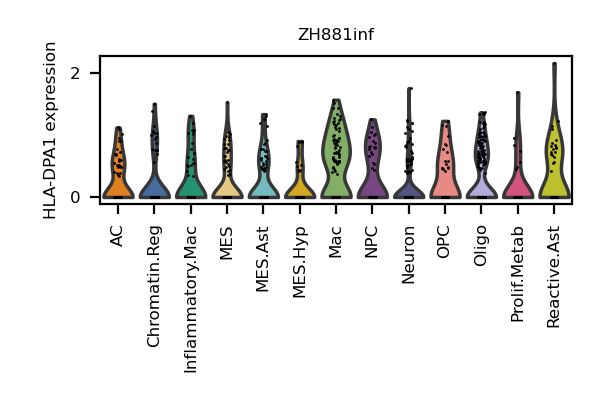 ZH881inf
HLA-DPA1 expression
2
0
AC
Chromatin.Reg
Inflammatory.Mac
MES
MES.Ast
MES.Hyp
Mac
NPC
Neuron
OPC
Oligo
Prolif.Metab
Reactive.Ast